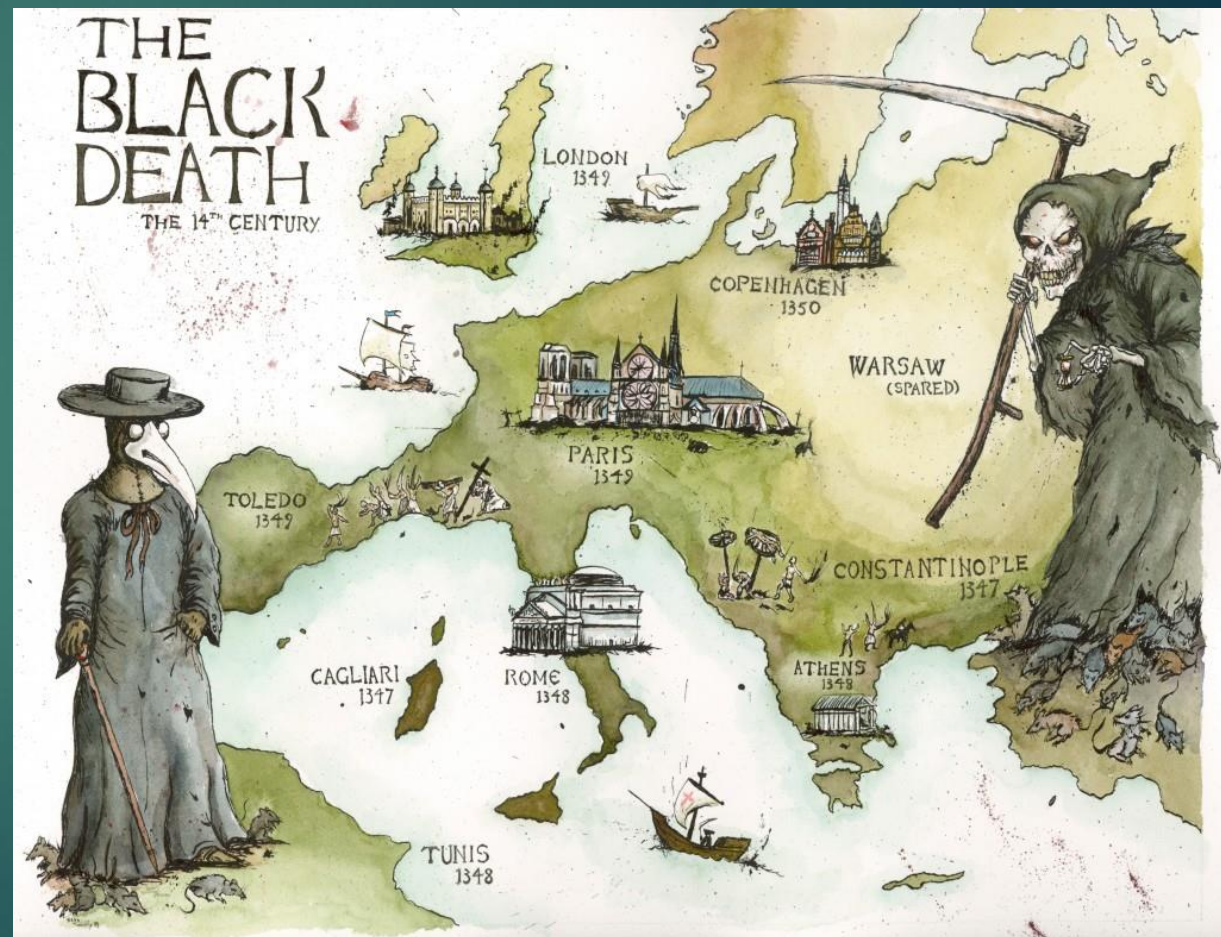 THE
BLACK
DEATH
THE 14TH CENTURY
LONDON
1349
COPENHAGEN
1350
WARSAW
(SPARED)
PARIS
1349
TOLEDO
1349
CONSTANTINOPLE
1347
CAGLIARI
1347
ROME
1348
ATHENS
1348
TUNIS
1348